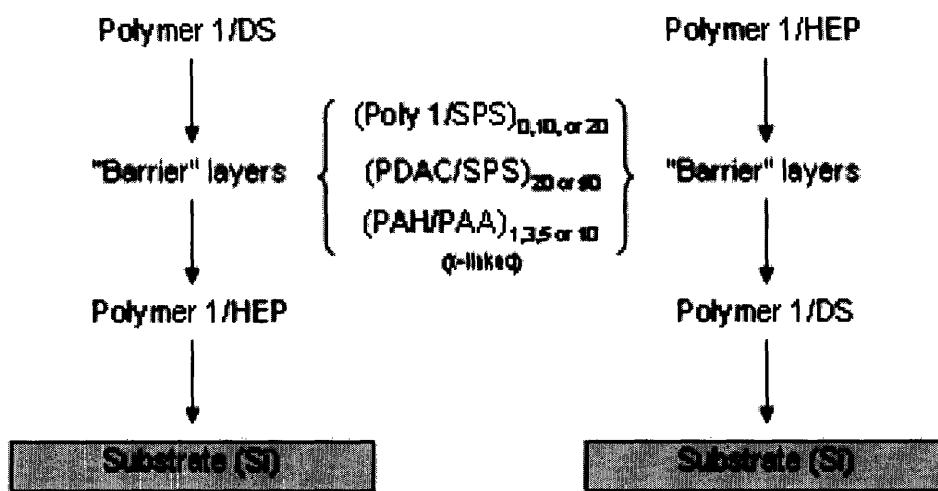 Polymer 1/DS
"Barrier" layers
Polymer 1/HEP
Substrate (Si)
(Poly 1/SPS)0,10, or 20
(PDAC/SPS)20 or
(PAH/PAA)1,3,5 or 10
(x-linked)
Polymer 1/HEP
"Barrier" layers
Polymer 1/DS
Substrate (Si)